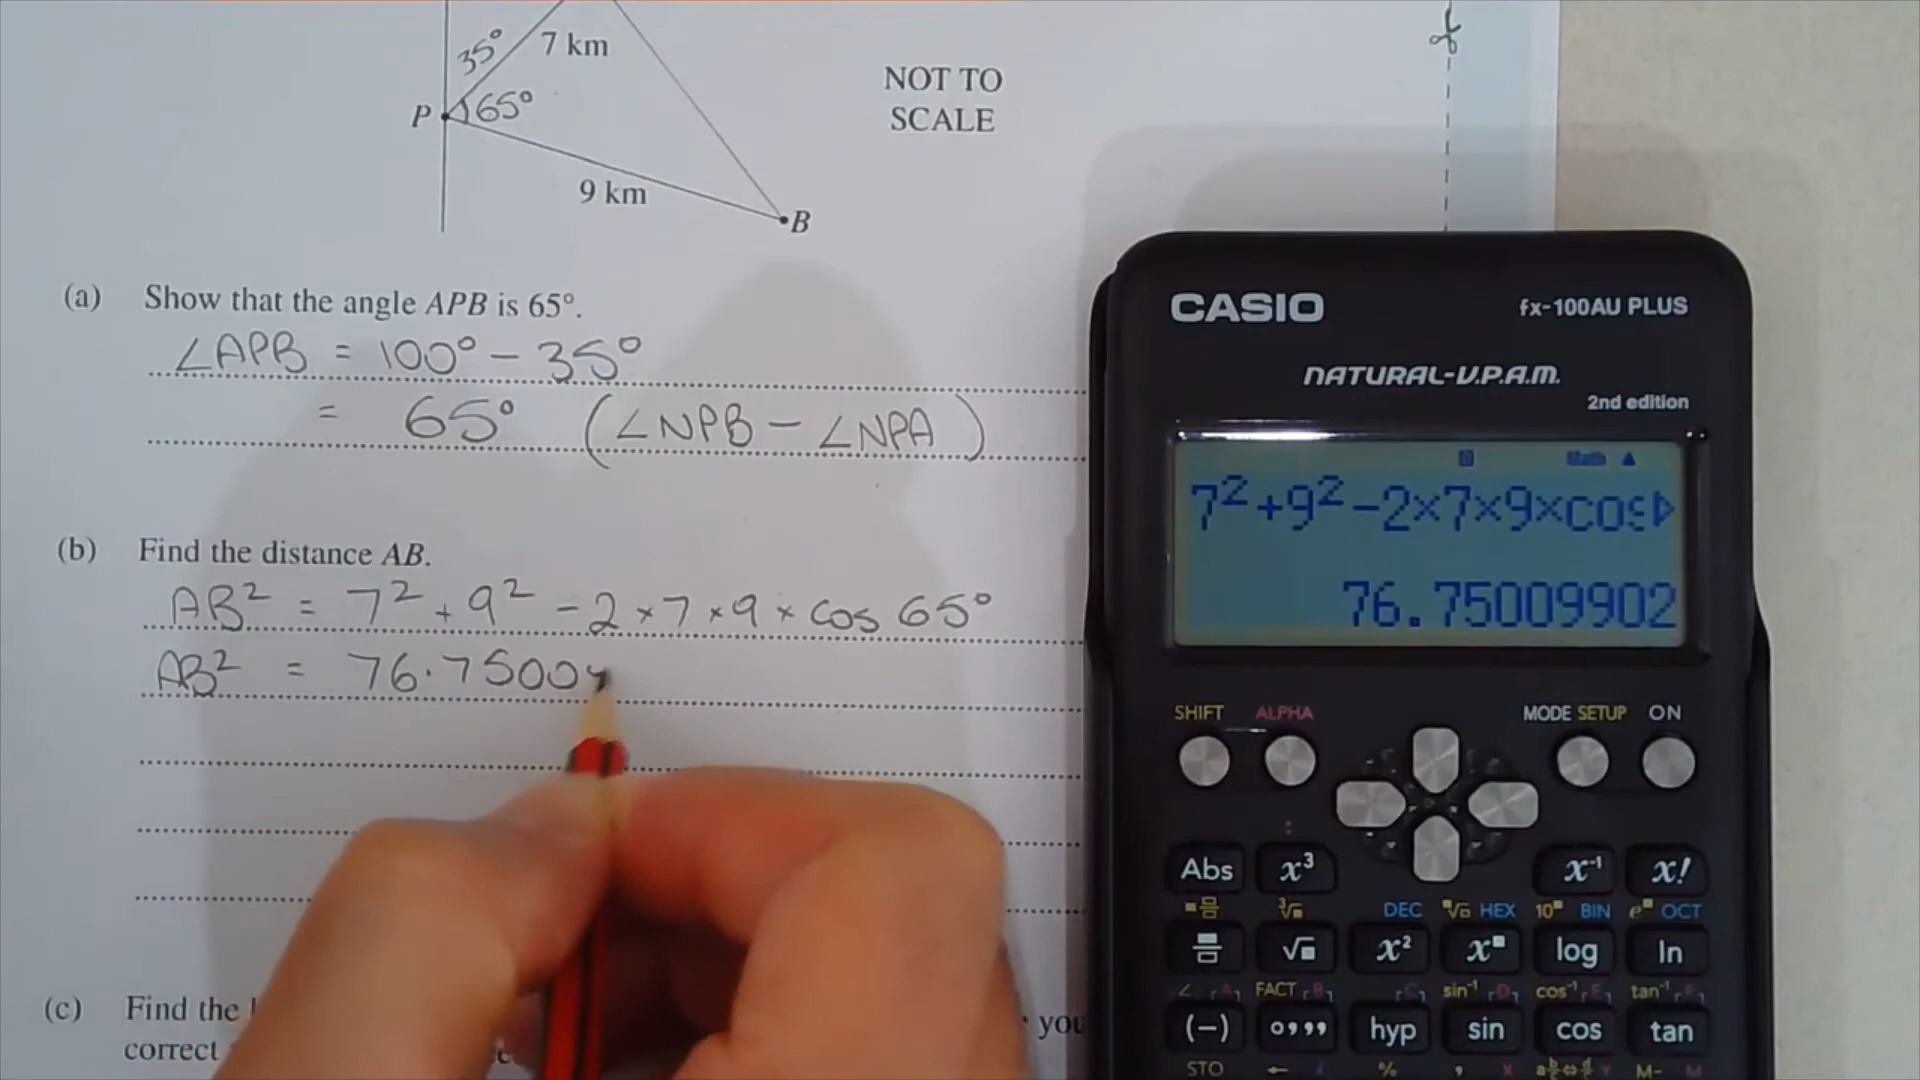 35° 7 km
P 65°
NOT TO
SCALE
9 km
B
(a) Show that the angle APB is 65°.
∠APB = 100° − 35°
= 65° (∠NPB − ∠NPA)
(b) Find the distance AB.
AB² = 7² + 9² − 2 × 7 × 9 × cos 65°
AB² = 76.7500
(c) Find the
you
correct
CASIO fx-100AU PLUS
NATURAL-V.P.A.M.
2nd edition
D Math ▲
7²+9²−2×7×9×cos
76.75009902
SHIFT ALPHA MODE SETUP ON
Abs x³ x⁻¹ x!
³√ DEC HEX 10 BIN e OCT
√ x² x log ln
∠ A FACT B C sin⁻¹ D cos⁻¹ E tan⁻¹ F
(−) hyp sin cos tan
STO ← % , X Y M− M